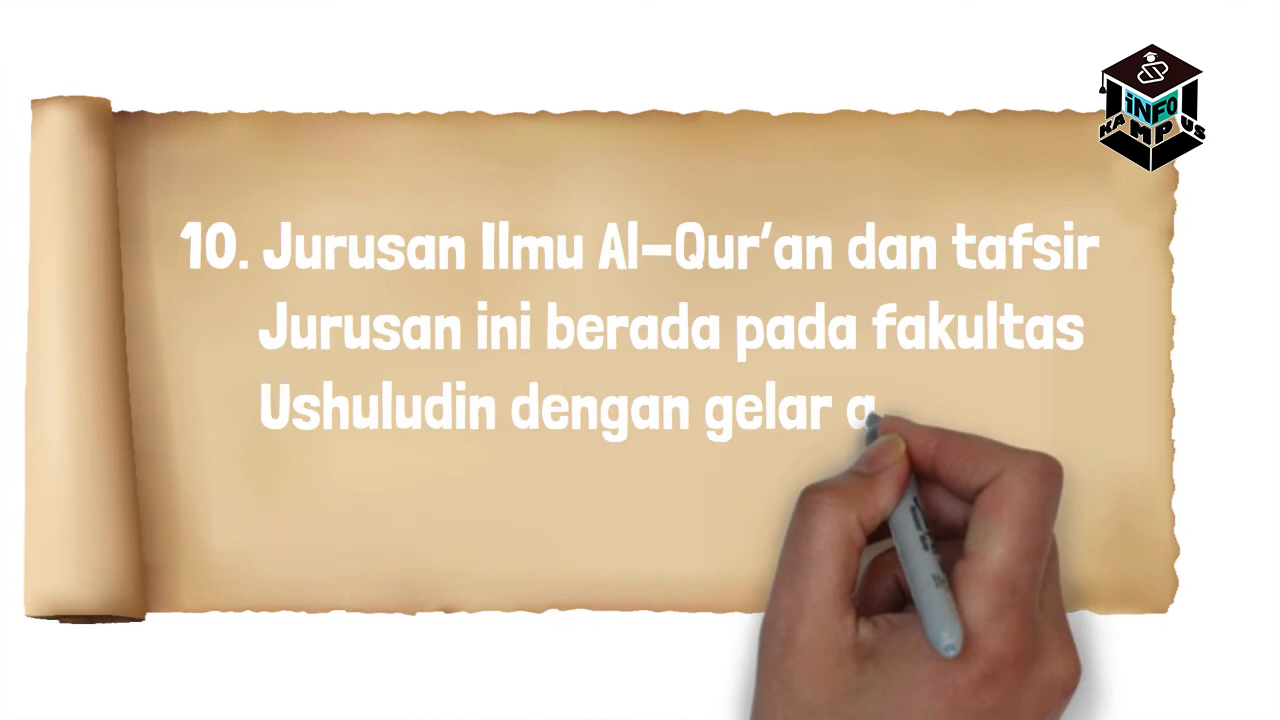 iNFO
KAMPUS
10. Jurusan Ilmu Al-Qur'an dan tafsir
Jurusan ini berada pada fakultas
Ushuludin dengan gelar a